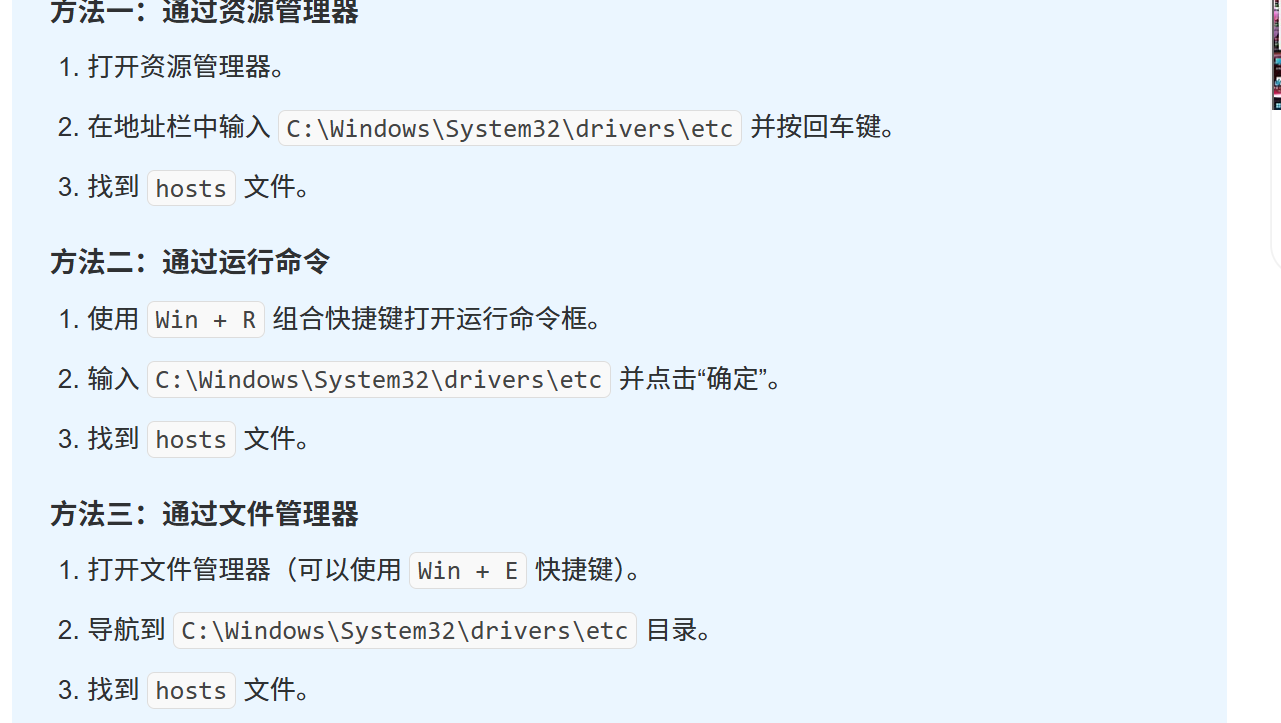 方法一：通过资源管理器
1. 打开资源管理器。
2. 在地址栏中输入 C:\Windows\System32\drivers\etc 并按回车键。
3. 找到 hosts 文件。
方法二：通过运行命令
1. 使用 Win + R 组合快捷键打开运行命令框。
2. 输入 C:\Windows\System32\drivers\etc 并点击“确定”。
3. 找到 hosts 文件。
方法三：通过文件管理器
1. 打开文件管理器（可以使用 Win + E 快捷键）。
2. 导航到 C:\Windows\System32\drivers\etc 目录。
3. 找到 hosts 文件。